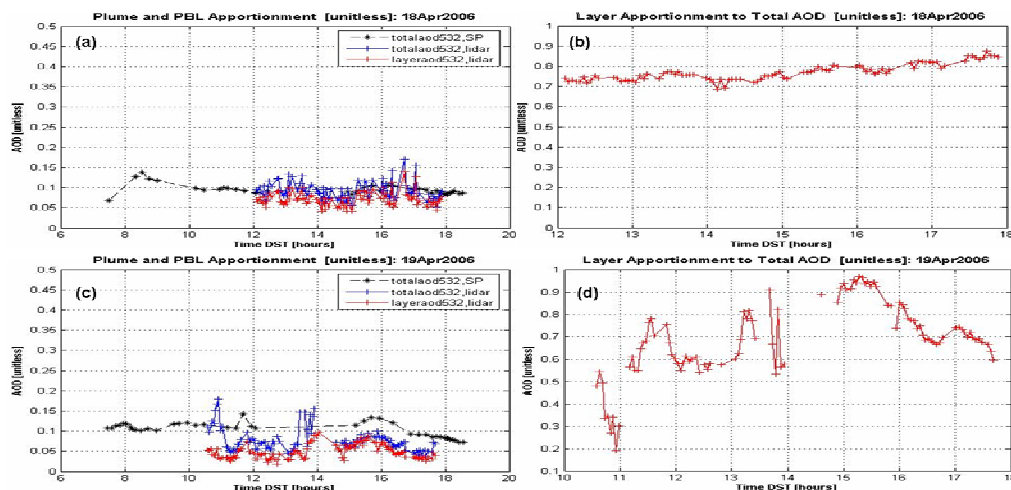 Plume and PBL Apportionment [unitless]: 18Apr2006
(a)
totalaod532,SP
totalaod532,lidar
layeraod532,lidar
AOD [unitless]
0.5
0.45
0.4
0.35
0.3
0.25
0.2
0.15
0.1
0.05
0
6 8 10 12 14 16 18 20
Time DST [hours]
Layer Apportionment to Total AOD [unitless]: 18Apr2006
(b)
AOD [unitless]
1
0.9
0.8
0.7
0.6
0.5
0.4
0.3
0.2
0.1
0
12 13 14 15 16 17 18
Time DST [hours]
Plume and PBL Apportionment [unitless]: 19Apr2006
(c)
totalaod532,SP
totalaod532,lidar
layeraod532,lidar
AOD [unitless]
0.5
0.45
0.4
0.35
0.3
0.25
0.2
0.15
0.1
0.05
0
6 8 10 12 14 16 18 20
Time DST [hours]
Layer Apportionment to Total AOD [unitless]: 19Apr2006
(d)
AOD [unitless]
1
0.9
0.8
0.7
0.6
0.5
0.4
0.3
0.2
0.1
10 11 12 13 14 15 16 17 18
Time DST [hours]